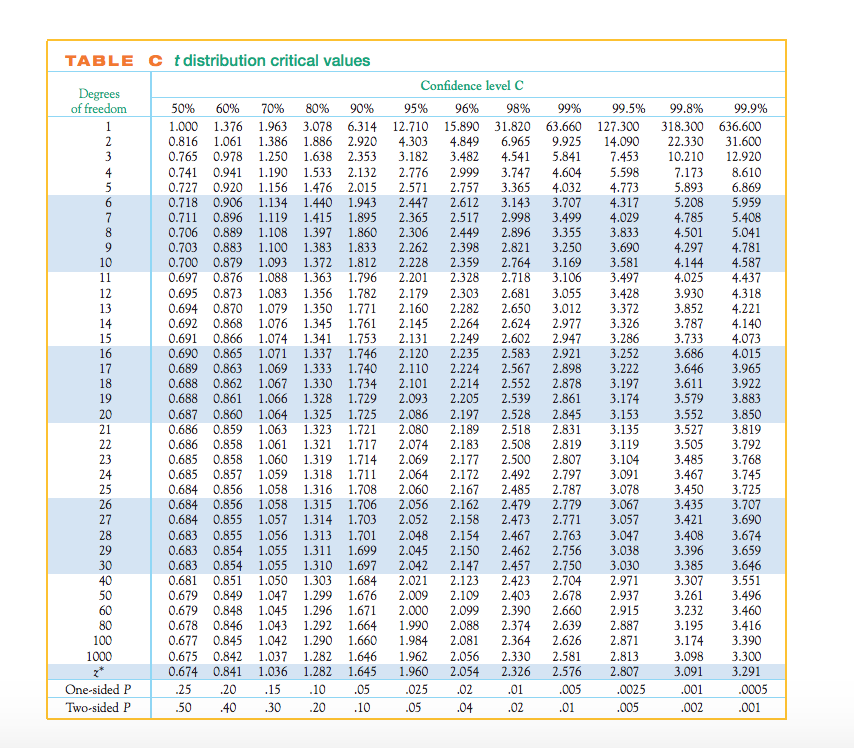 TABLE C t distribution critical values
Confidence level C
Degrees
of freedom 50% 60% 70% 80% 90% 95% 96% 98% 99% 99.5% 99.8% 99.9%
1 1.000 1.376 1.963 3.078 6.314 12.710 15.890 31.820 63.660 127.300 318.300 636.600
2 0.816 1.061 1.386 1.886 2.920 4.303 4.849 6.965 9.925 14.090 22.330 31.600
3 0.765 0.978 1.250 1.638 2.353 3.182 3.482 4.541 5.841 7.453 10.210 12.920
4 0.741 0.941 1.190 1.533 2.132 2.776 2.999 3.747 4.604 5.598 7.173 8.610
5 0.727 0.920 1.156 1.476 2.015 2.571 2.757 3.365 4.032 4.773 5.893 6.869
6 0.718 0.906 1.134 1.440 1.943 2.447 2.612 3.143 3.707 4.317 5.208 5.959
7 0.711 0.896 1.119 1.415 1.895 2.365 2.517 2.998 3.499 4.029 4.785 5.408
8 0.706 0.889 1.108 1.397 1.860 2.306 2.449 2.896 3.355 3.833 4.501 5.041
9 0.703 0.883 1.100 1.383 1.833 2.262 2.398 2.821 3.250 3.690 4.297 4.781
10 0.700 0.879 1.093 1.372 1.812 2.228 2.359 2.764 3.169 3.581 4.144 4.587
11 0.697 0.876 1.088 1.363 1.796 2.201 2.328 2.718 3.106 3.497 4.025 4.437
12 0.695 0.873 1.083 1.356 1.782 2.179 2.303 2.681 3.055 3.428 3.930 4.318
13 0.694 0.870 1.079 1.350 1.771 2.160 2.282 2.650 3.012 3.372 3.852 4.221
14 0.692 0.868 1.076 1.345 1.761 2.145 2.264 2.624 2.977 3.326 3.787 4.140
15 0.691 0.866 1.074 1.341 1.753 2.131 2.249 2.602 2.947 3.286 3.733 4.073
16 0.690 0.865 1.071 1.337 1.746 2.120 2.235 2.583 2.921 3.252 3.686 4.015
17 0.689 0.863 1.069 1.333 1.740 2.110 2.224 2.567 2.898 3.222 3.646 3.965
18 0.688 0.862 1.067 1.330 1.734 2.101 2.214 2.552 2.878 3.197 3.611 3.922
19 0.688 0.861 1.066 1.328 1.729 2.093 2.205 2.539 2.861 3.174 3.579 3.883
20 0.687 0.860 1.064 1.325 1.725 2.086 2.197 2.528 2.845 3.153 3.552 3.850
21 0.686 0.859 1.063 1.323 1.721 2.080 2.189 2.518 2.831 3.135 3.527 3.819
22 0.686 0.858 1.061 1.321 1.717 2.074 2.183 2.508 2.819 3.119 3.505 3.792
23 0.685 0.858 1.060 1.319 1.714 2.069 2.177 2.500 2.807 3.104 3.485 3.768
24 0.685 0.857 1.059 1.318 1.711 2.064 2.172 2.492 2.797 3.091 3.467 3.745
25 0.684 0.856 1.058 1.316 1.708 2.060 2.167 2.485 2.787 3.078 3.450 3.725
26 0.684 0.856 1.058 1.315 1.706 2.056 2.162 2.479 2.779 3.067 3.435 3.707
27 0.684 0.855 1.057 1.314 1.703 2.052 2.158 2.473 2.771 3.057 3.421 3.690
28 0.683 0.855 1.056 1.313 1.701 2.048 2.154 2.467 2.763 3.047 3.408 3.674
29 0.683 0.854 1.055 1.311 1.699 2.045 2.150 2.462 2.756 3.038 3.396 3.659
30 0.683 0.854 1.055 1.310 1.697 2.042 2.147 2.457 2.750 3.030 3.385 3.646
40 0.681 0.851 1.050 1.303 1.684 2.021 2.123 2.423 2.704 2.971 3.307 3.551
50 0.679 0.849 1.047 1.299 1.676 2.009 2.109 2.403 2.678 2.937 3.261 3.496
60 0.679 0.848 1.045 1.296 1.671 2.000 2.099 2.390 2.660 2.915 3.232 3.460
80 0.678 0.846 1.043 1.292 1.664 1.990 2.088 2.374 2.639 2.887 3.195 3.416
100 0.677 0.845 1.042 1.290 1.660 1.984 2.081 2.364 2.626 2.871 3.174 3.390
1000 0.675 0.842 1.037 1.282 1.646 1.962 2.056 2.330 2.581 2.813 3.098 3.300
z* 0.674 0.841 1.036 1.282 1.645 1.960 2.054 2.326 2.576 2.807 3.091 3.291
One-sided P .25 .20 .15 .10 .05 .025 .02 .01 .005 .0025 .001 .0005
Two-sided P .50 .40 .30 .20 .10 .05 .04 .02 .01 .005 .002 .001